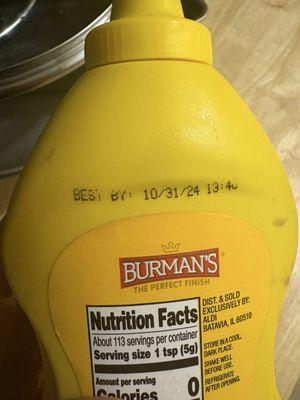 BEST BY: 10/31/24 19:40
BURMAN'S
THE PERFECT FINISH
Nutrition Facts
About 113 servings per container
Serving size 1 tsp (5g)
Amount per serving
Calories 0
DIST. & SOLD
EXCLUSIVELY BY:
ALDI
BATAVIA, IL 60510
STORE IN A COOL,
DARK PLACE.
SHAKE WELL
BEFORE USE.
REFRIGERATE
AFTER OPENING.